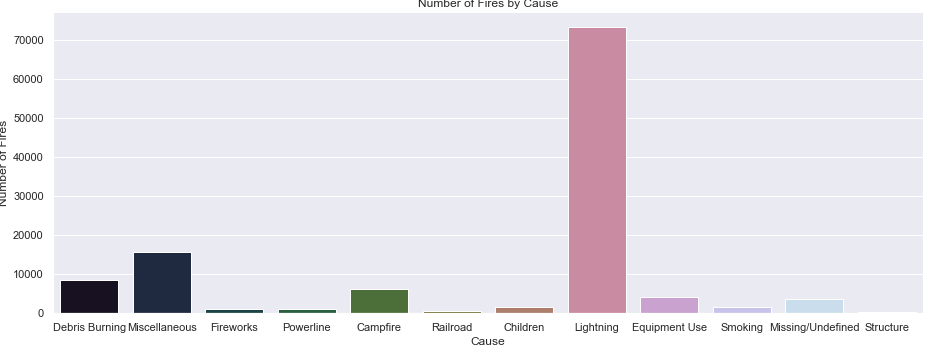 Number of Fires by Cause
Number of Fires
70000
60000
50000
40000
30000
20000
10000
0
Debris Burning Miscellaneous Fireworks Powerline Campfire Railroad Children Lightning Equipment Use Smoking Missing/Undefined Structure
Cause